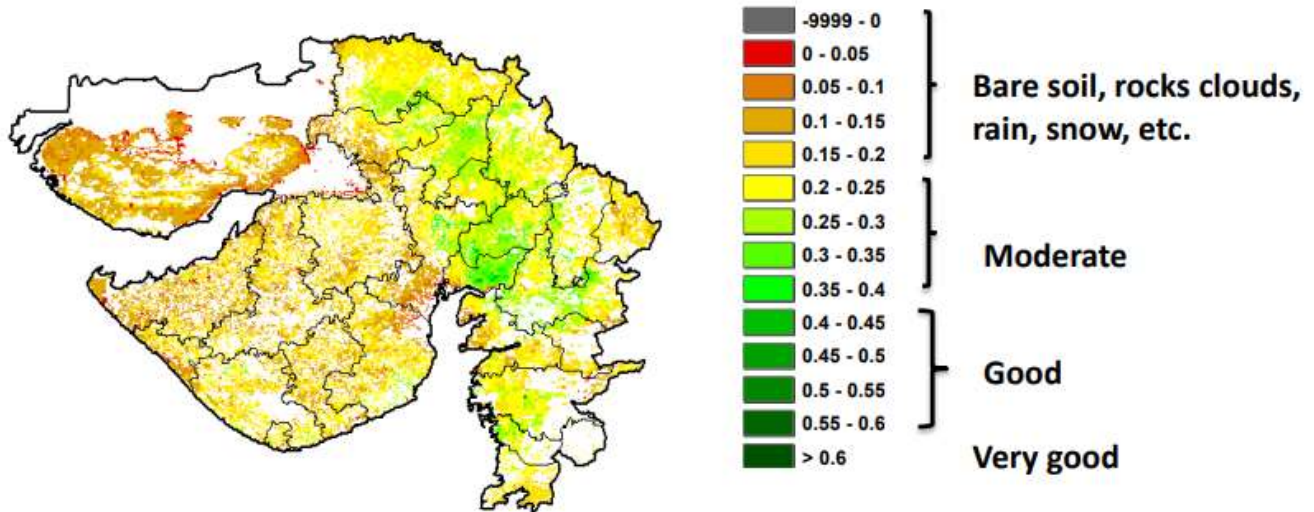 -9999 - 0
0 - 0.05
0.05 - 0.1
0.1 - 0.15
0.15 - 0.2
0.2 - 0.25
0.25 - 0.3
0.3 - 0.35
0.35 - 0.4
0.4 - 0.45
0.45 - 0.5
0.5 - 0.55
0.55 - 0.6
> 0.6
Bare soil, rocks clouds,
rain, snow, etc.
Moderate
Good
Very good